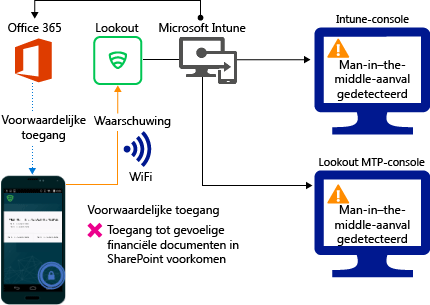 Office 365
Lookout
Microsoft Intune
Intune-console
Man-in-the-
middle-aanval
gedetecteerd
Voorwaardelijke
toegang
Waarschuwing
WiFi
Lookout MTP-console
Man-in-the-
middle-aanval
gedetecteerd
Voorwaardelijke toegang
Toegang tot gevoelige
financiële documenten in
SharePoint voorkomen